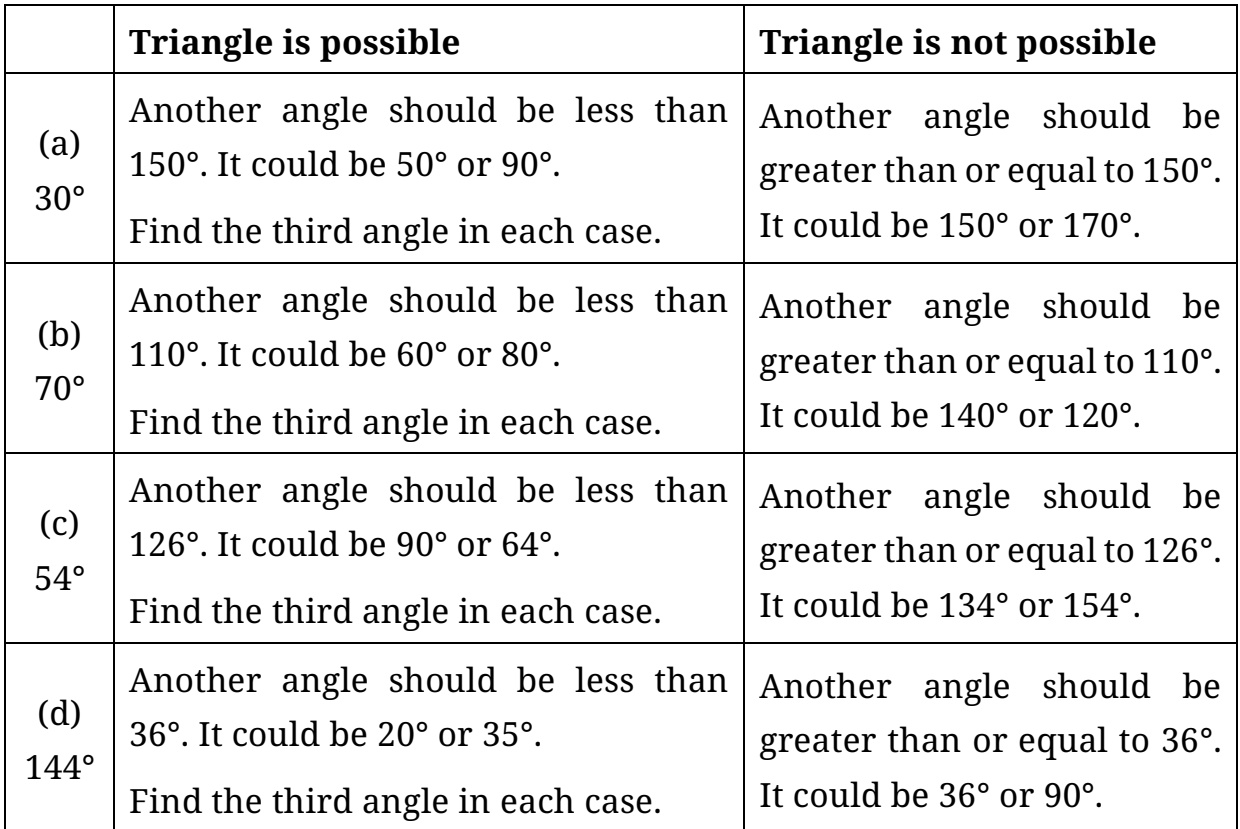 Triangle is possible
Triangle is not possible
(a)
30°
Another angle should be less than
150°. It could be 50° or 90°.
Find the third angle in each case.
Another angle should be
greater than or equal to 150°.
It could be 150° or 170°.
(b)
70°
Another angle should be less than
110°. It could be 60° or 80°.
Find the third angle in each case.
Another angle should be
greater than or equal to 110°.
It could be 140° or 120°.
(c)
54°
Another angle should be less than
126°. It could be 90° or 64°.
Find the third angle in each case.
Another angle should be
greater than or equal to 126°.
It could be 134° or 154°.
(d)
144°
Another angle should be less than
36°. It could be 20° or 35°.
Find the third angle in each case.
Another angle should be
greater than or equal to 36°.
It could be 36° or 90°.